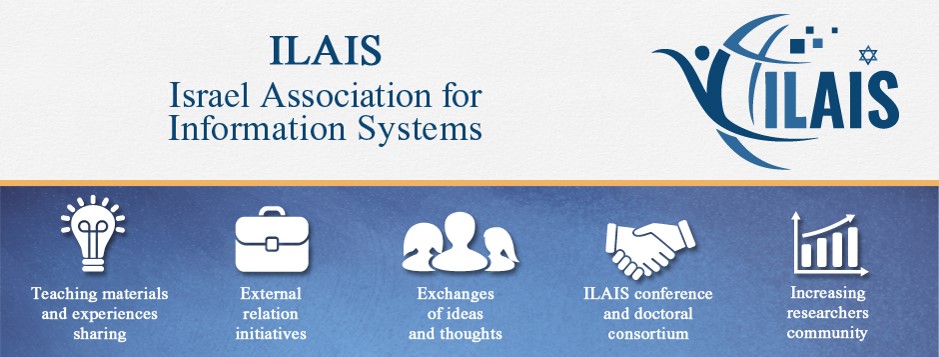 ILAIS
Israel Association for
Information Systems
ILAIS
Teaching materials
and experiences
sharing
External
relation
initiatives
Exchanges
of ideas
and thoughts
ILAIS conference
and doctoral
consortium
Increasing
researchers
community